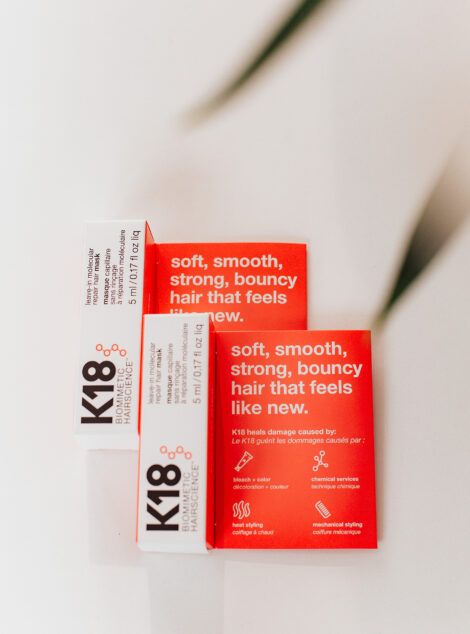 leave-in molecular
repair hair mask
masque capillaire
sans rinçage
à réparation moléculaire
5 ml / 0.17 fl oz liq
K18
BIOMIMETIC
HAIRSCIENCE™
soft, smooth,
strong, bouncy
hair that feels
like new.
leave-in molecular
repair hair mask
masque capillaire
sans rinçage
à réparation moléculaire
5 ml / 0.17 fl oz liq
K18
BIOMIMETIC
HAIRSCIENCE™
soft, smooth,
strong, bouncy
hair that feels
like new.
K18 heals damage caused by:
Le K18 guérit les dommages causés par :
bleach + color
décoloration + couleur
chemical services
technique chimique
heat styling
coiffage à chaud
mechanical styling
coiffure mécanique